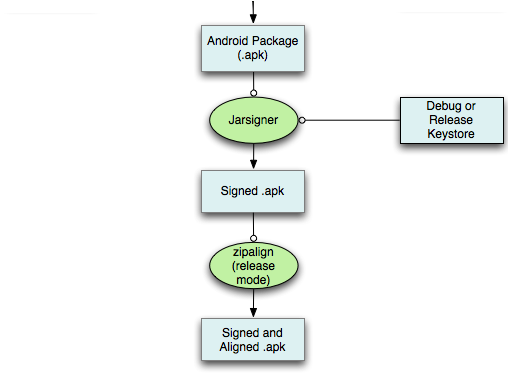 Android Package
(.apk)
Jarsigner
Debug or
Release
Keystore
Signed .apk
zipalign
(release
mode)
Signed and
Aligned .apk